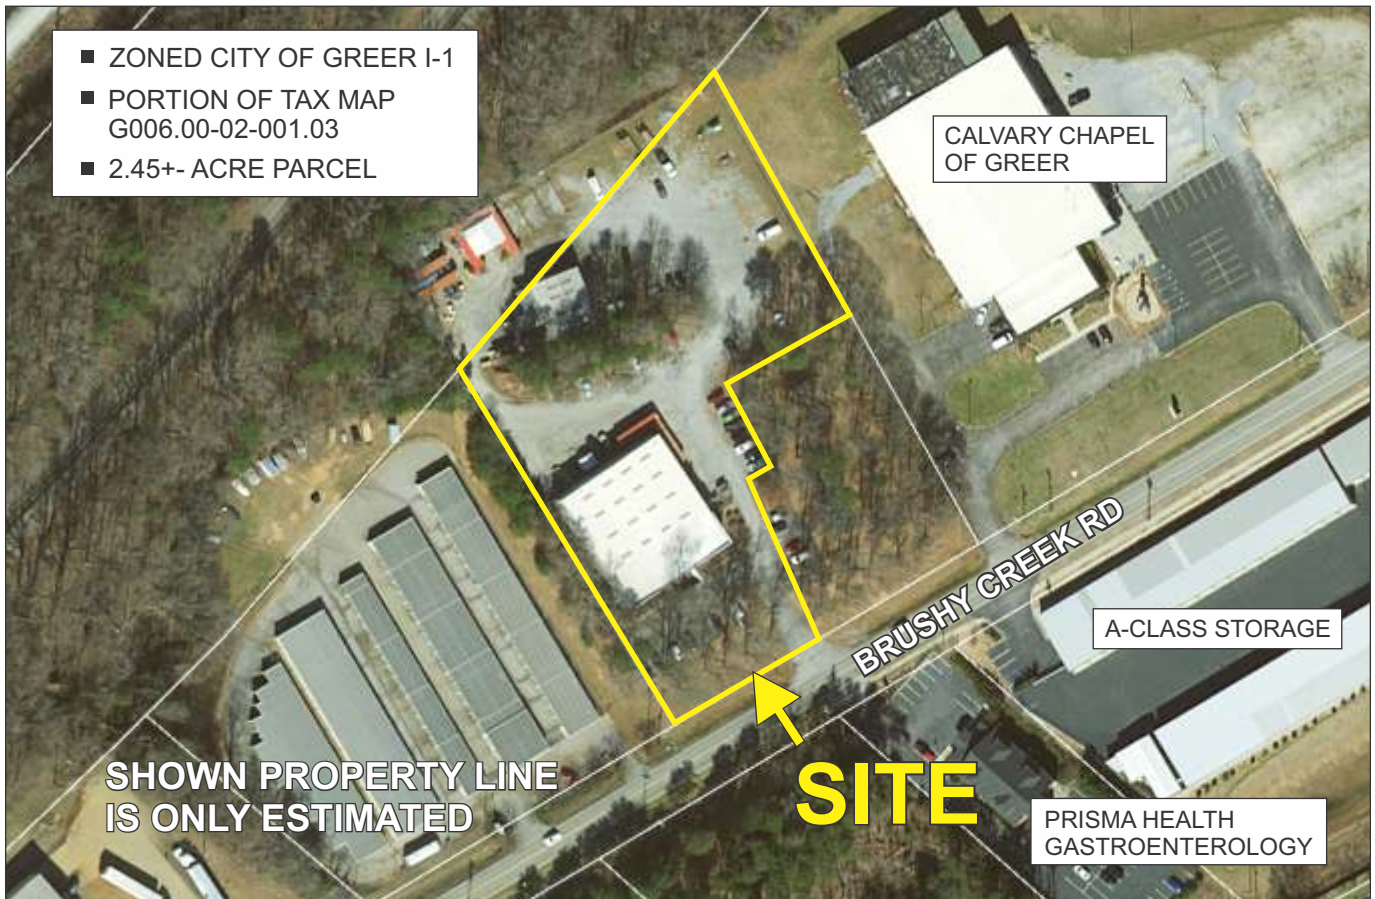 ■ ZONED CITY OF GREER I-1
■ PORTION OF TAX MAP
G006.00-02-001.03
■ 2.45+- ACRE PARCEL
CALVARY CHAPEL
OF GREER
BRUSHY CREEK RD
A-CLASS STORAGE
SITE
SHOWN PROPERTY LINE
IS ONLY ESTIMATED
PRISMA HEALTH
GASTROENTEROLOGY